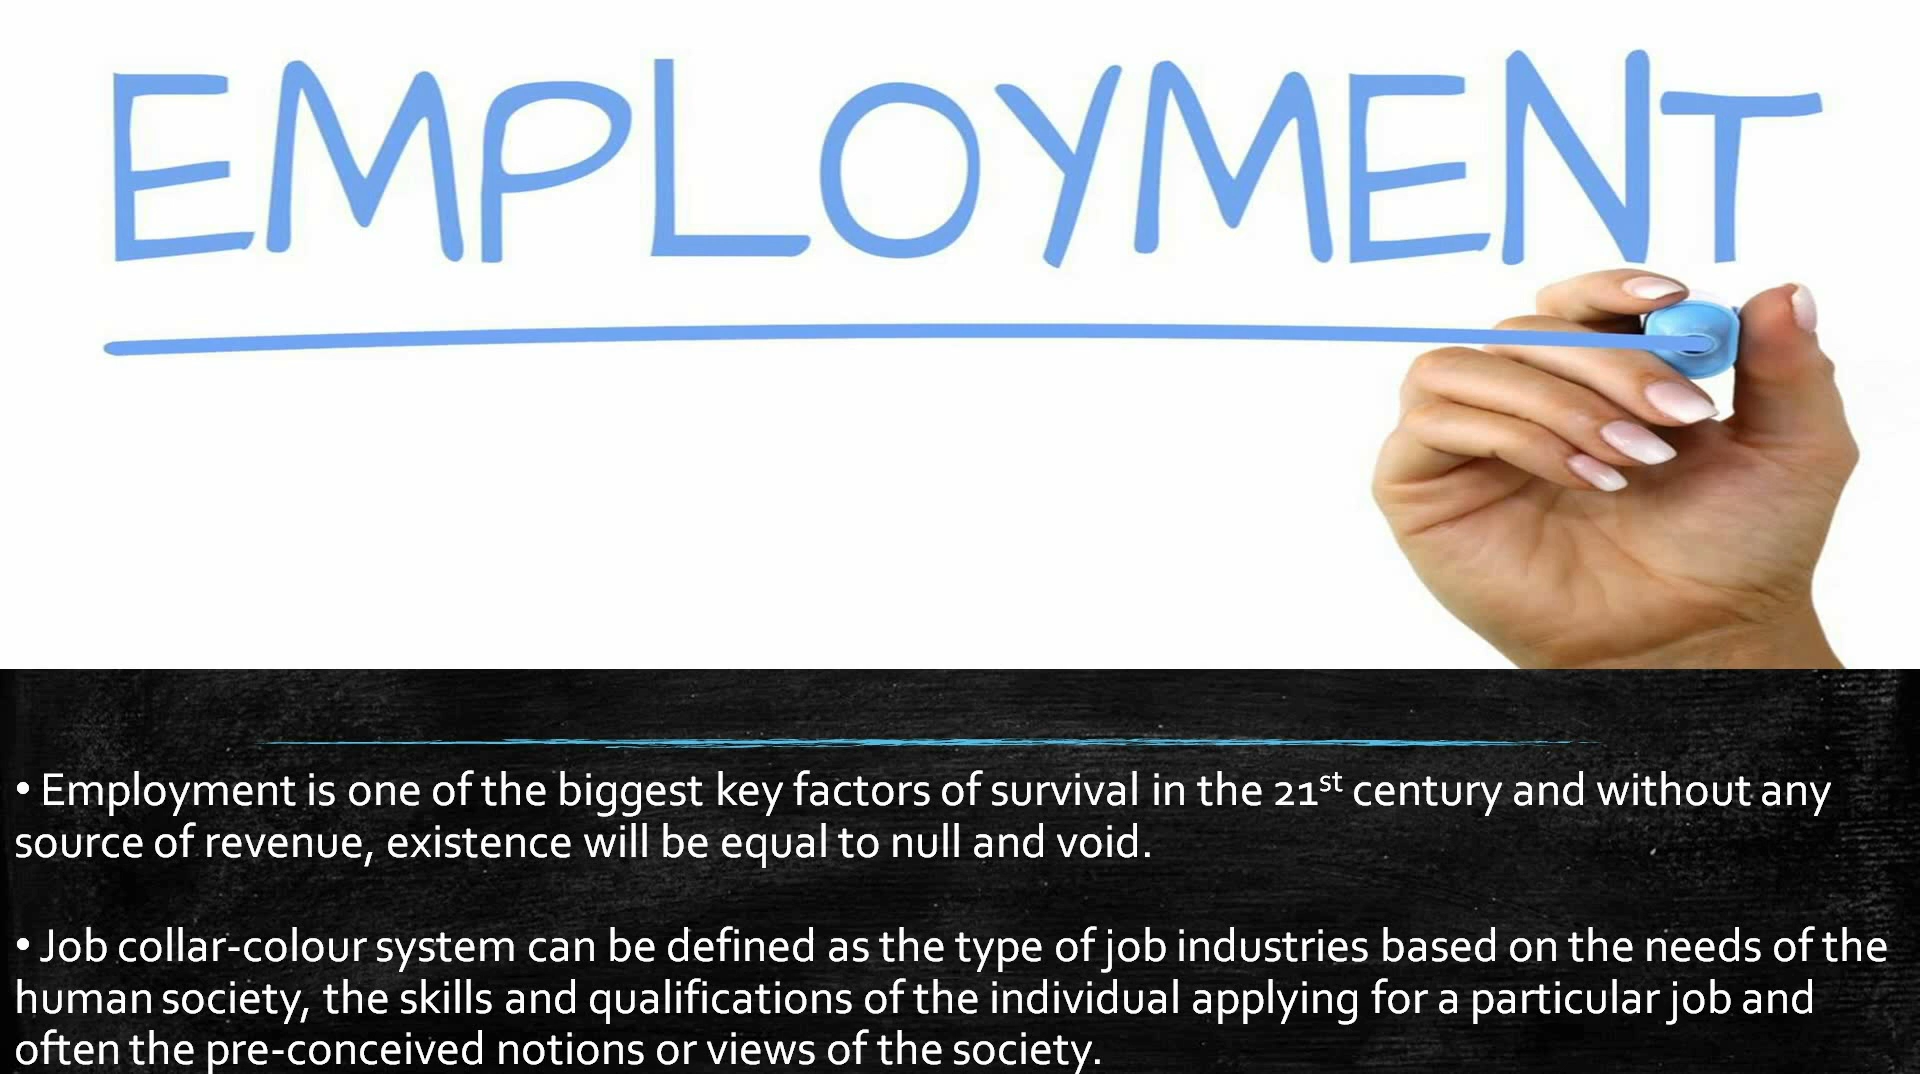 EMPLOYMENT
• Employment is one of the biggest key factors of survival in the 21st century and without any
source of revenue, existence will be equal to null and void.
• Job collar-colour system can be defined as the type of job industries based on the needs of the
human society, the skills and qualifications of the individual applying for a particular job and
often the pre-conceived notions or views of the society.